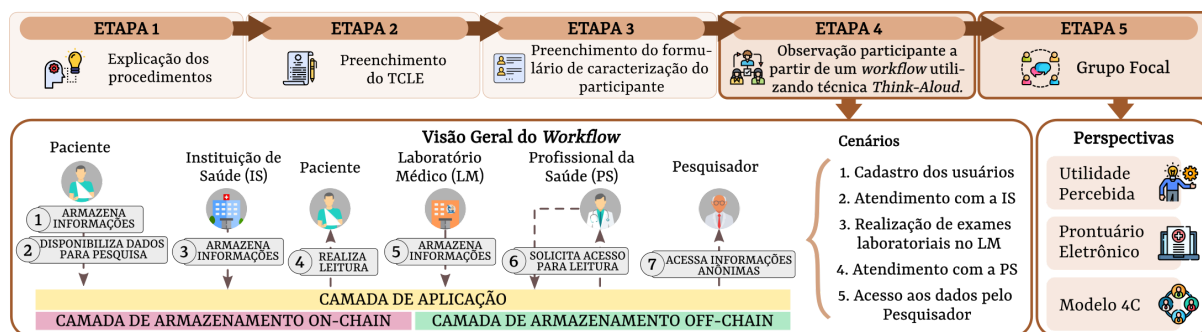 ETAPA 1
Explicação dos
procedimentos
ETAPA 2
Preenchimento
do TCLE
ETAPA 3
Preenchimento do formu-
lário de caracterização do
participante
ETAPA 4
Observação participante a
partir de um workflow utili-
zando técnica Think-Aloud.
ETAPA 5
Grupo Focal
Visão Geral do Workflow
Paciente
1 ARMAZENA
INFORMAÇÕES
2 DISPONIBILIZA DADOS
PARA PESQUISA
Instituição de
Saúde (IS)
3 ARMAZENA
INFORMAÇÕES
Paciente
4 REALIZA
LEITURA
Laboratório
Médico (LM)
5 ARMAZENA
INFORMAÇÕES
Profissional da
Saúde (PS)
6 SOLICITA ACESSO
PARA LEITURA
Pesquisador
7 ACESSA INFORMAÇÕES
ANÔNIMAS
CAMADA DE APLICAÇÃO
CAMADA DE ARMAZENAMENTO ON-CHAIN
CAMADA DE ARMAZENAMENTO OFF-CHAIN
Cenários
1. Cadastro dos usuários
2. Atendimento com a IS
3. Realização de exames
laboratoriais no LM
4. Atendimento com a PS
5. Acesso aos dados pelo
Pesquisador
Perspectivas
Utilidade
Percebida
Prontuário
Eletrônico
Modelo 4C